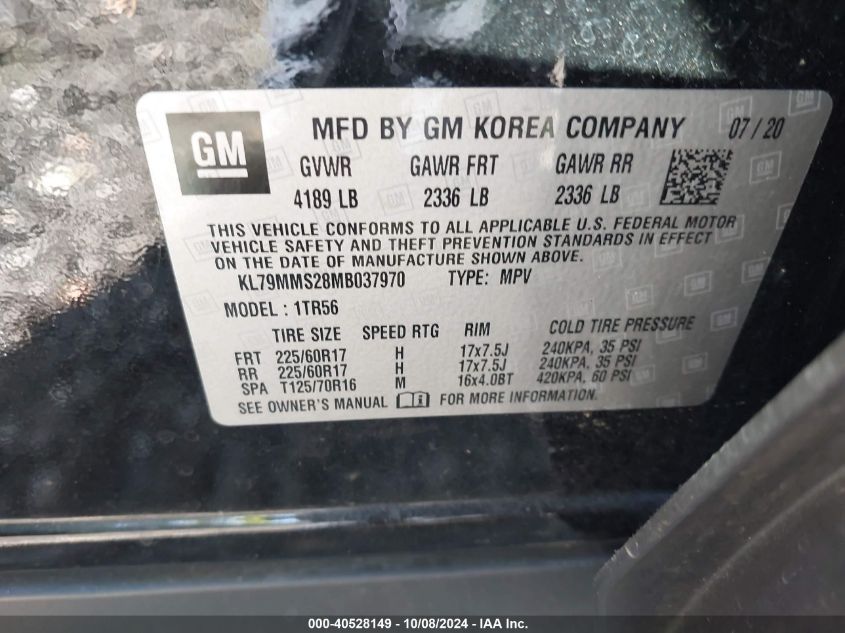 GM
MFD BY GM KOREA COMPANY 07/20
GVWR GAWR FRT GAWR RR
4189 LB 2336 LB 2336 LB
THIS VEHICLE CONFORMS TO ALL APPLICABLE U.S. FEDERAL MOTOR
VEHICLE SAFETY AND THEFT PREVENTION STANDARDS IN EFFECT
ON THE DATE OF MANUFACTURE SHOWN ABOVE.
KL79MMS28MB037970 TYPE: MPV
MODEL : 1TR56
TIRE SIZE SPEED RTG RIM COLD TIRE PRESSURE
FRT 225/60R17 H 17x7.5J 240KPA, 35 PSI
RR 225/60R17 H 17x7.5J 240KPA, 35 PSI
SPA T125/70R16 M 16x4.0BT 420KPA, 60 PSI
SEE OWNER'S MANUAL i FOR MORE INFORMATION.
000-40528149 - 10/08/2024 - IAA Inc.